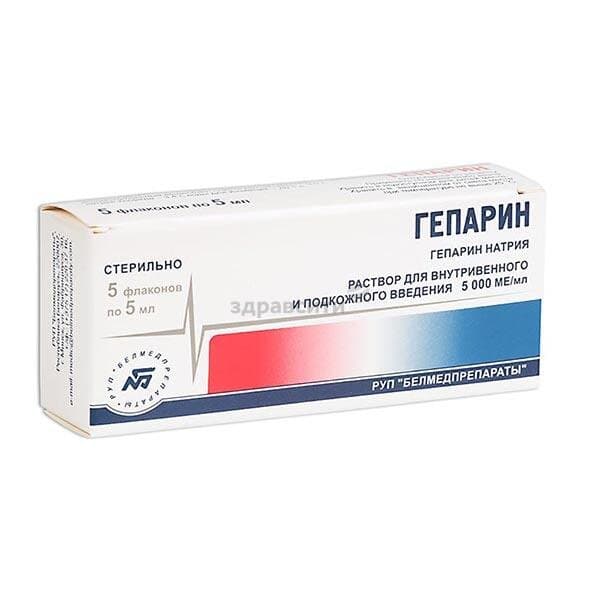 5 флаконов по 5 мл
ГЕПАРИН
ГЕПАРИН НАТРИЯ
РАСТВОР ДЛЯ ВНУТРИВЕННОГО
И ПОДКОЖНОГО ВВЕДЕНИЯ 5 000 МЕ/мл
СТЕРИЛЬНО
5 флаконов
по 5 мл
здравсити
РУП "БЕЛМЕДПРЕПАРАТЫ"
РУП • БЕЛМЕДПРЕПАРАТЫ •